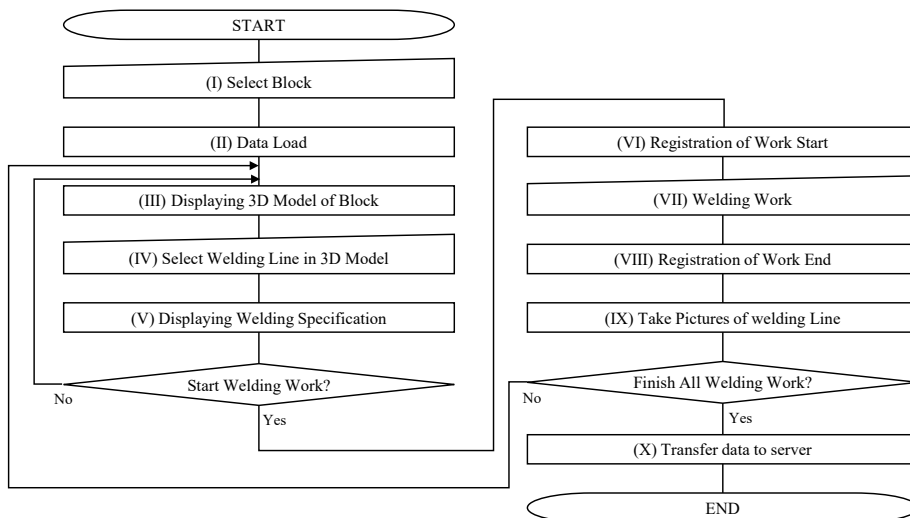 START
(I) Select Block
(II) Data Load
(III) Displaying 3D Model of Block
(IV) Select Welding Line in 3D Model
(V) Displaying Welding Specification
Start Welding Work?
No
Yes
(VI) Registration of Work Start
(VII) Welding Work
(VIII) Registration of Work End
(IX) Take Pictures of welding Line
Finish All Welding Work?
No
Yes
(X) Transfer data to server
END